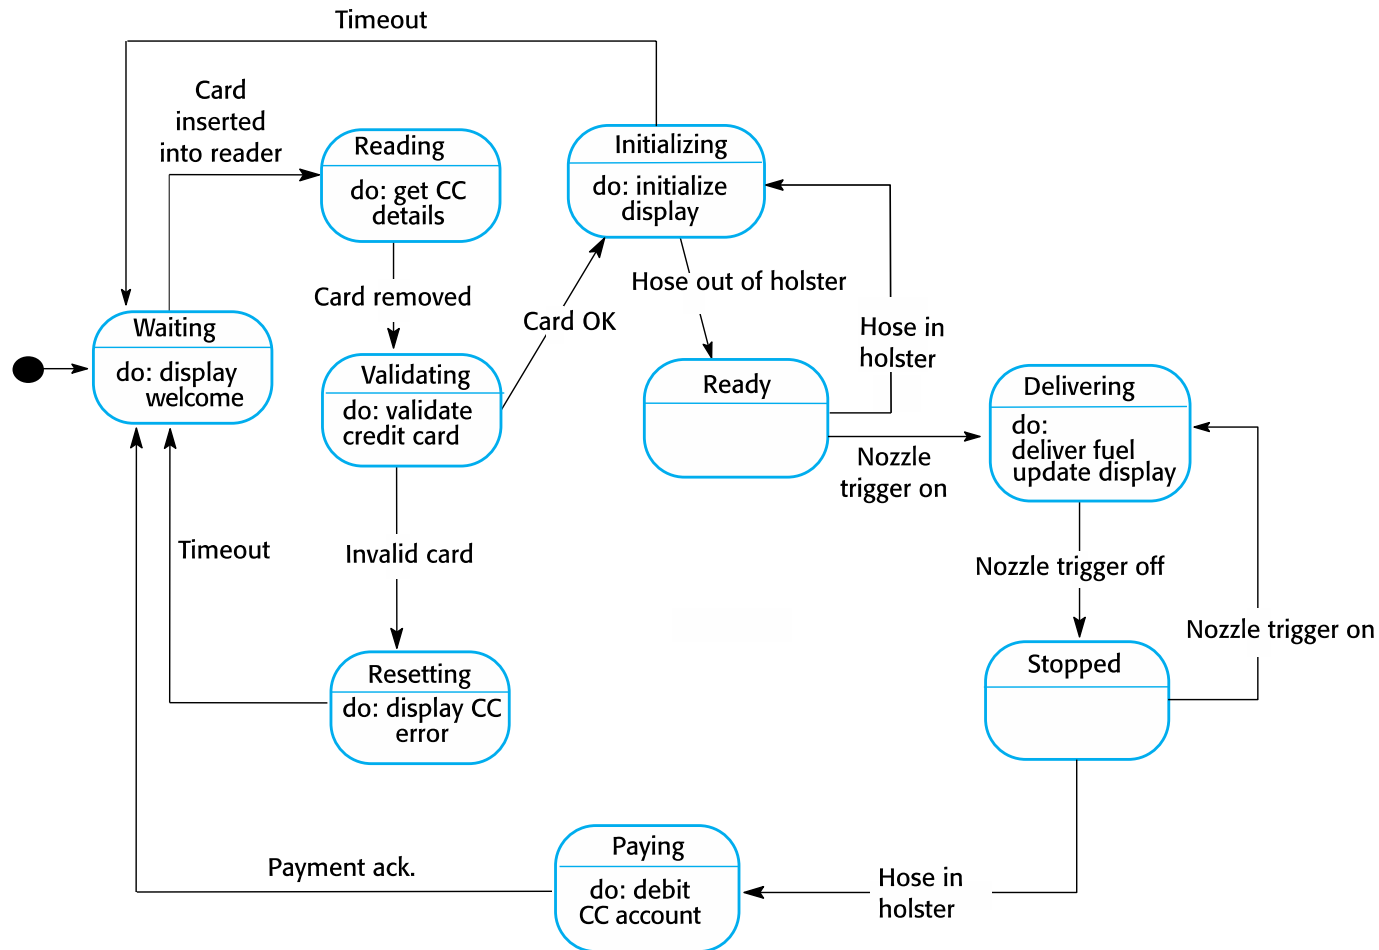 Timeout
Card
inserted
into reader
Reading
do: get CC
details
Initializing
do: initialize
display
Hose out of holster
Card removed
Card OK
Waiting
do: display
welcome
Hose in
holster
Validating
do: validate
credit card
Ready
Delivering
do:
deliver fuel
update display
Nozzle
trigger on
Timeout
Invalid card
Nozzle trigger off
Nozzle trigger on
Resetting
do: display CC
error
Stopped
Paying
do: debit
CC account
Payment ack.
Hose in
holster